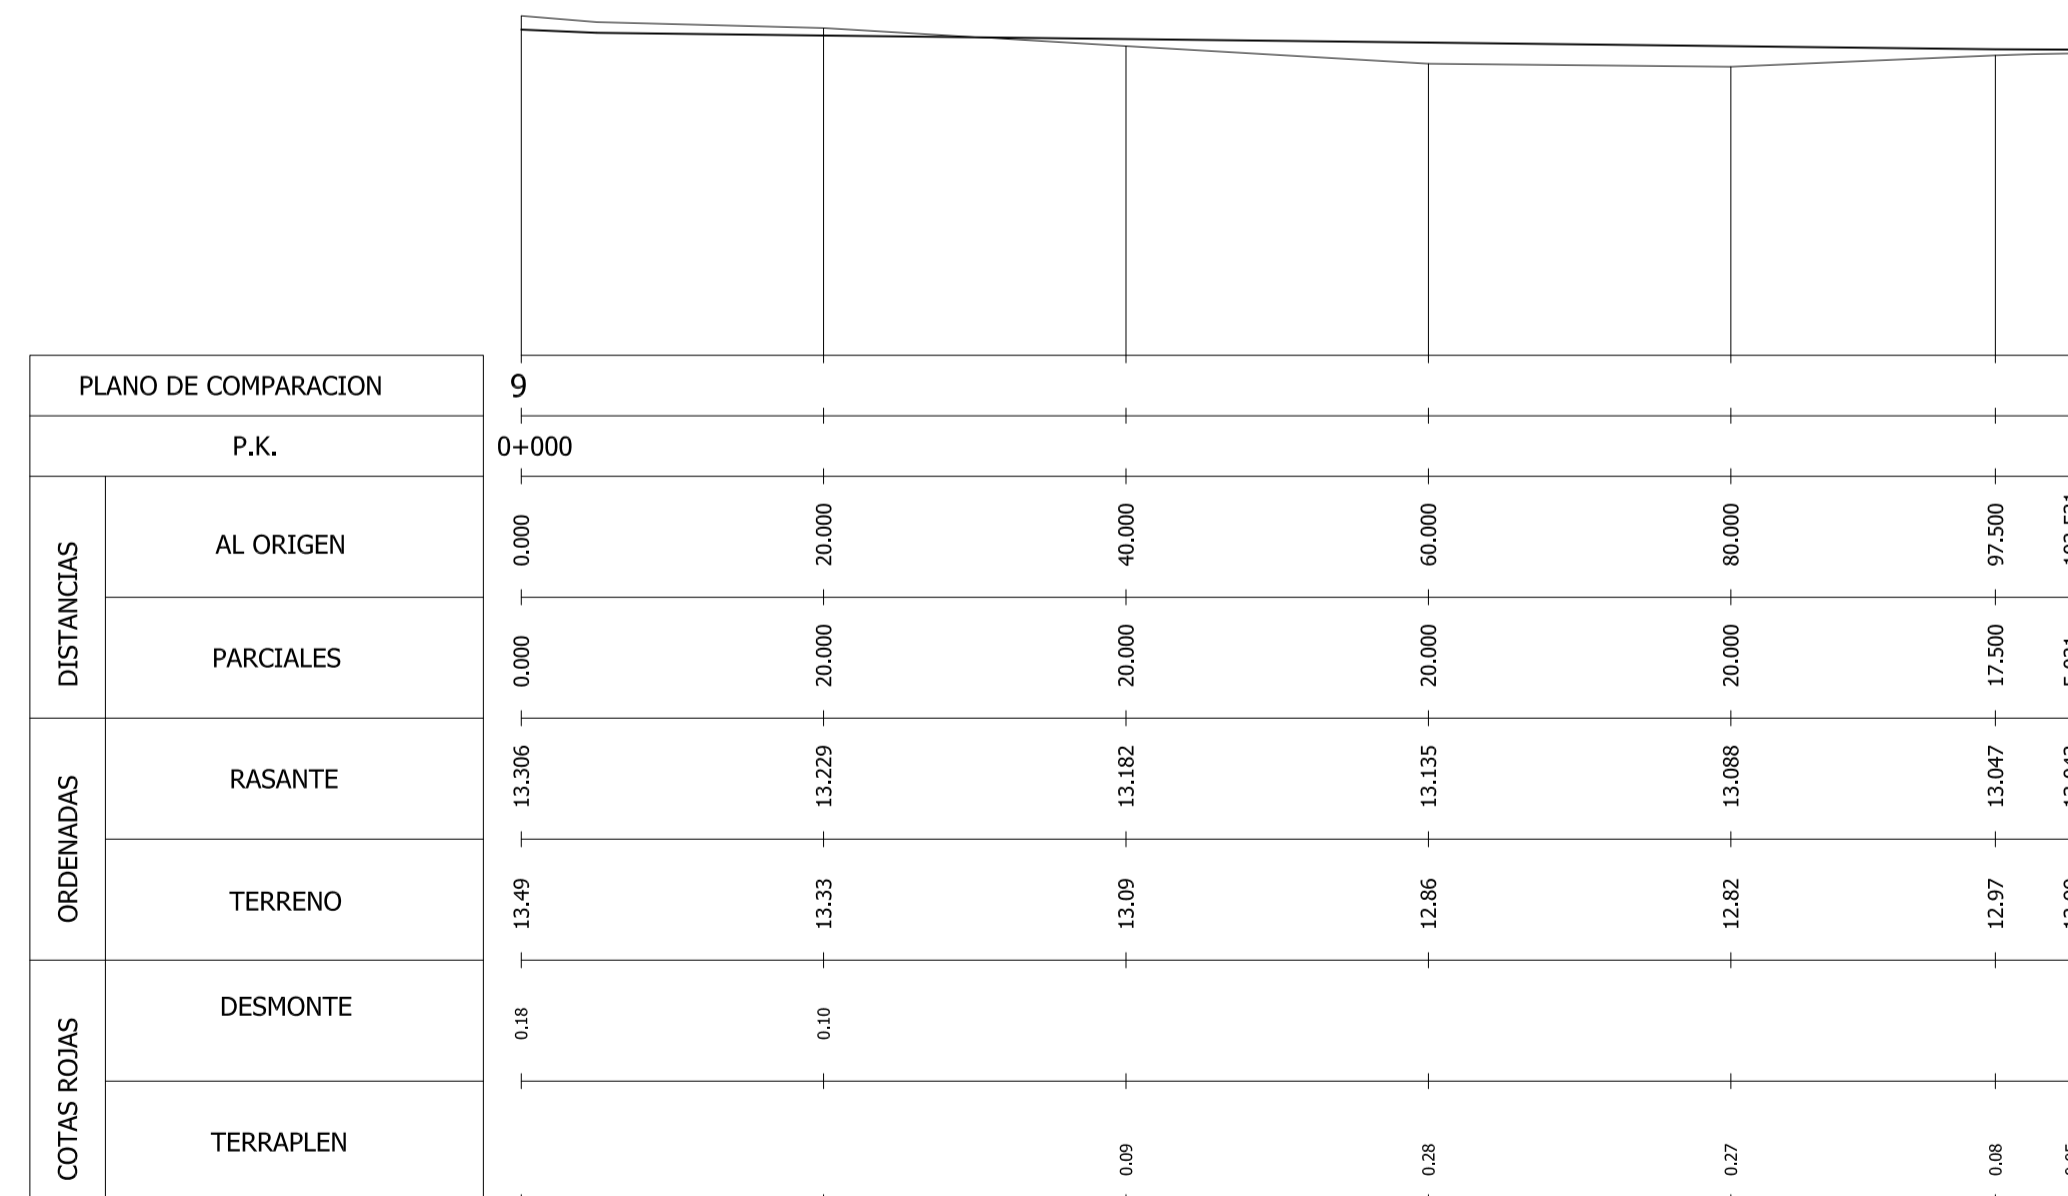 PLANO DE COMPARACION 9
P.K. 0+000
DISTANCIAS
AL ORIGEN 0.000 20.000 40.000 60.000 80.000 97.500
PARCIALES 0.000 20.000 20.000 20.000 20.000 17.500
ORDENADAS
RASANTE 13.306 13.229 13.182 13.135 13.088 13.047
TERRENO 13.49 13.33 13.09 12.86 12.82 12.97
COTAS ROJAS
DESMONTE 0.18 0.10
TERRAPLEN 0.09 0.28 0.27 0.08